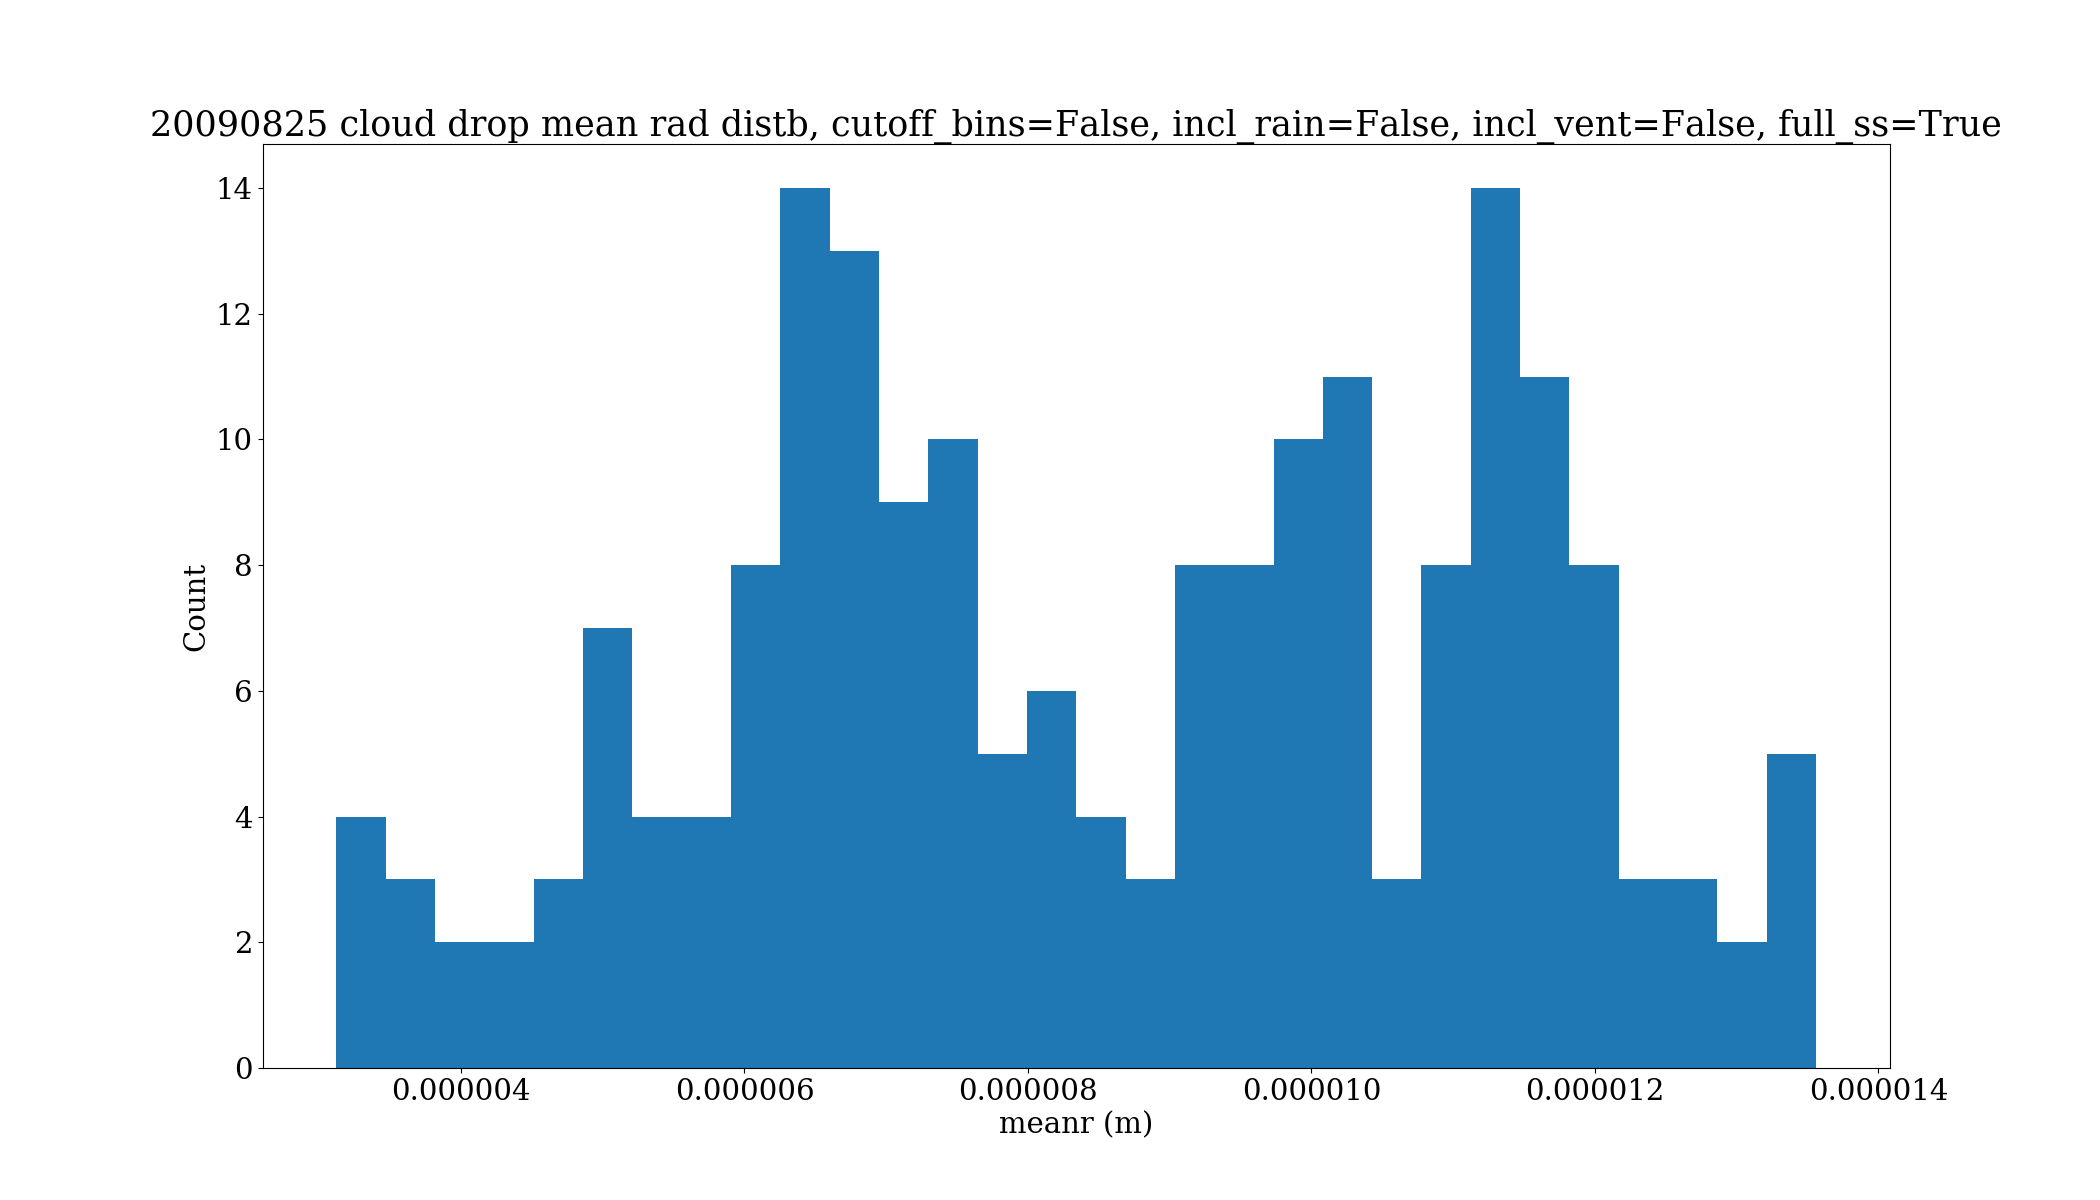 20090825 cloud drop mean rad distb, cutoff_bins=False, incl_rain=False, incl_vent=False, full_ss=True
14
12
10
8
6
4
2
0
Count
0.000004 0.000006 0.000008 0.000010 0.000012 0.000014
meanr (m)